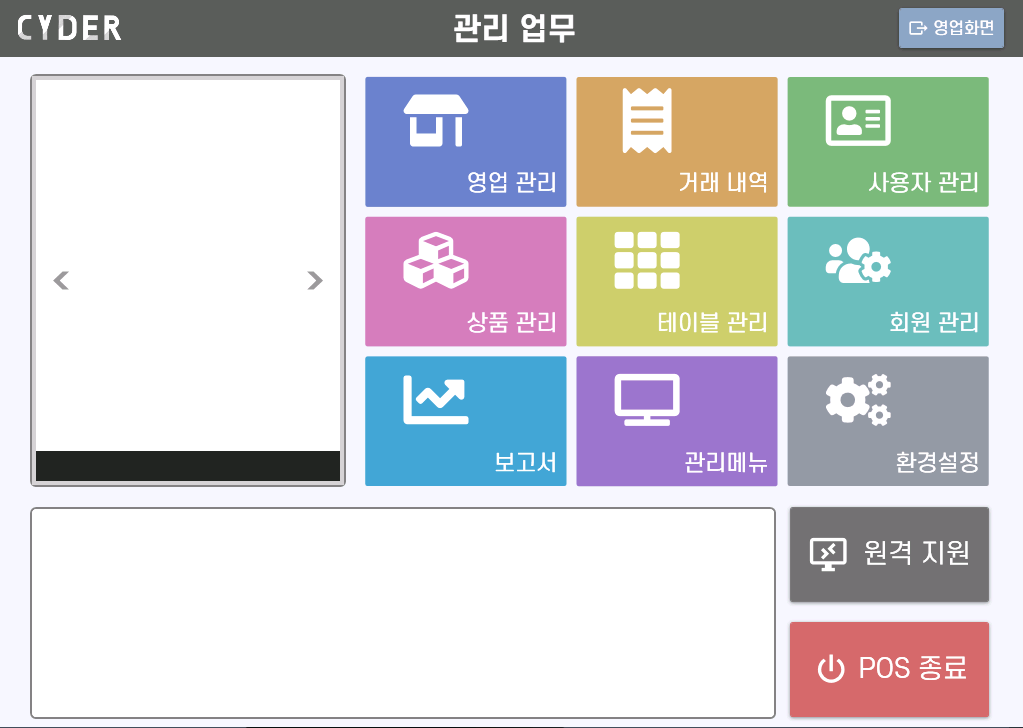 CYDER
관리 업무
영업화면
영업 관리
거래 내역
사용자 관리
상품 관리
테이블 관리
회원 관리
보고서
관리메뉴
환경설정
원격 지원
POS 종료